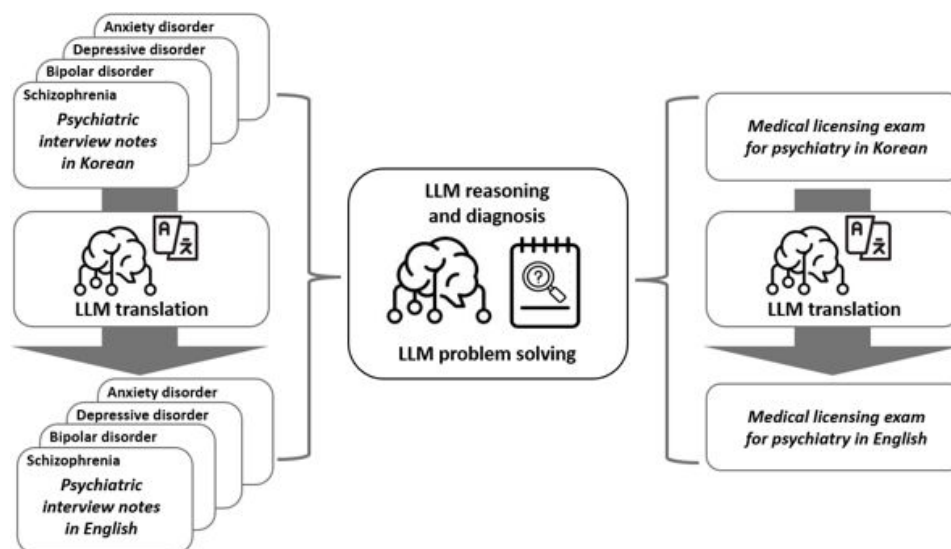 Anxiety disorder
Depressive disorder
Bipolar disorder
Schizophrenia
Psychiatric
interview notes
in Korean
LLM translation
Anxiety disorder
Depressive disorder
Bipolar disorder
Schizophrenia
Psychiatric
interview notes
in English
LLM reasoning
and diagnosis
?
LLM problem solving
Medical licensing exam
for psychiatry in Korean
A
LLM translation
Medical licensing exam
for psychiatry in English